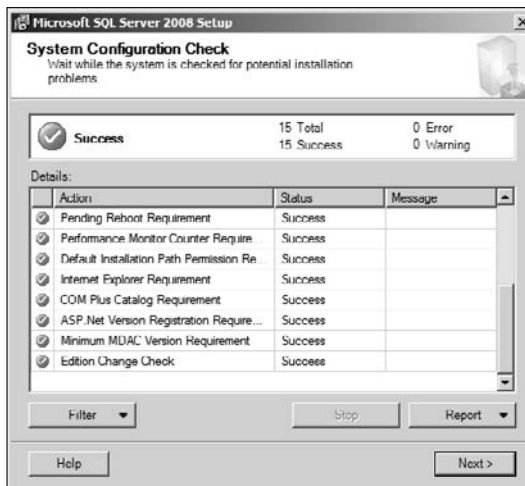 Microsoft SQL Server 2008 Setup
System Configuration Check
Wait while the system is checked for potential installation
problems.
Success
15 Total
0 Error
15 Success
0 Warning
Details:
Action Status Message
Pending Reboot Requirement Success
Performance Monitor Counter Require... Success
Default Installation Path Permission Re... Success
Internet Explorer Requirement Success
COM Plus Catalog Requirement Success
ASP.Net Version Registration Require... Success
Minimum MDAC Version Requirement Success
Edition Change Check Success
Filter Stop Report
Help Next >